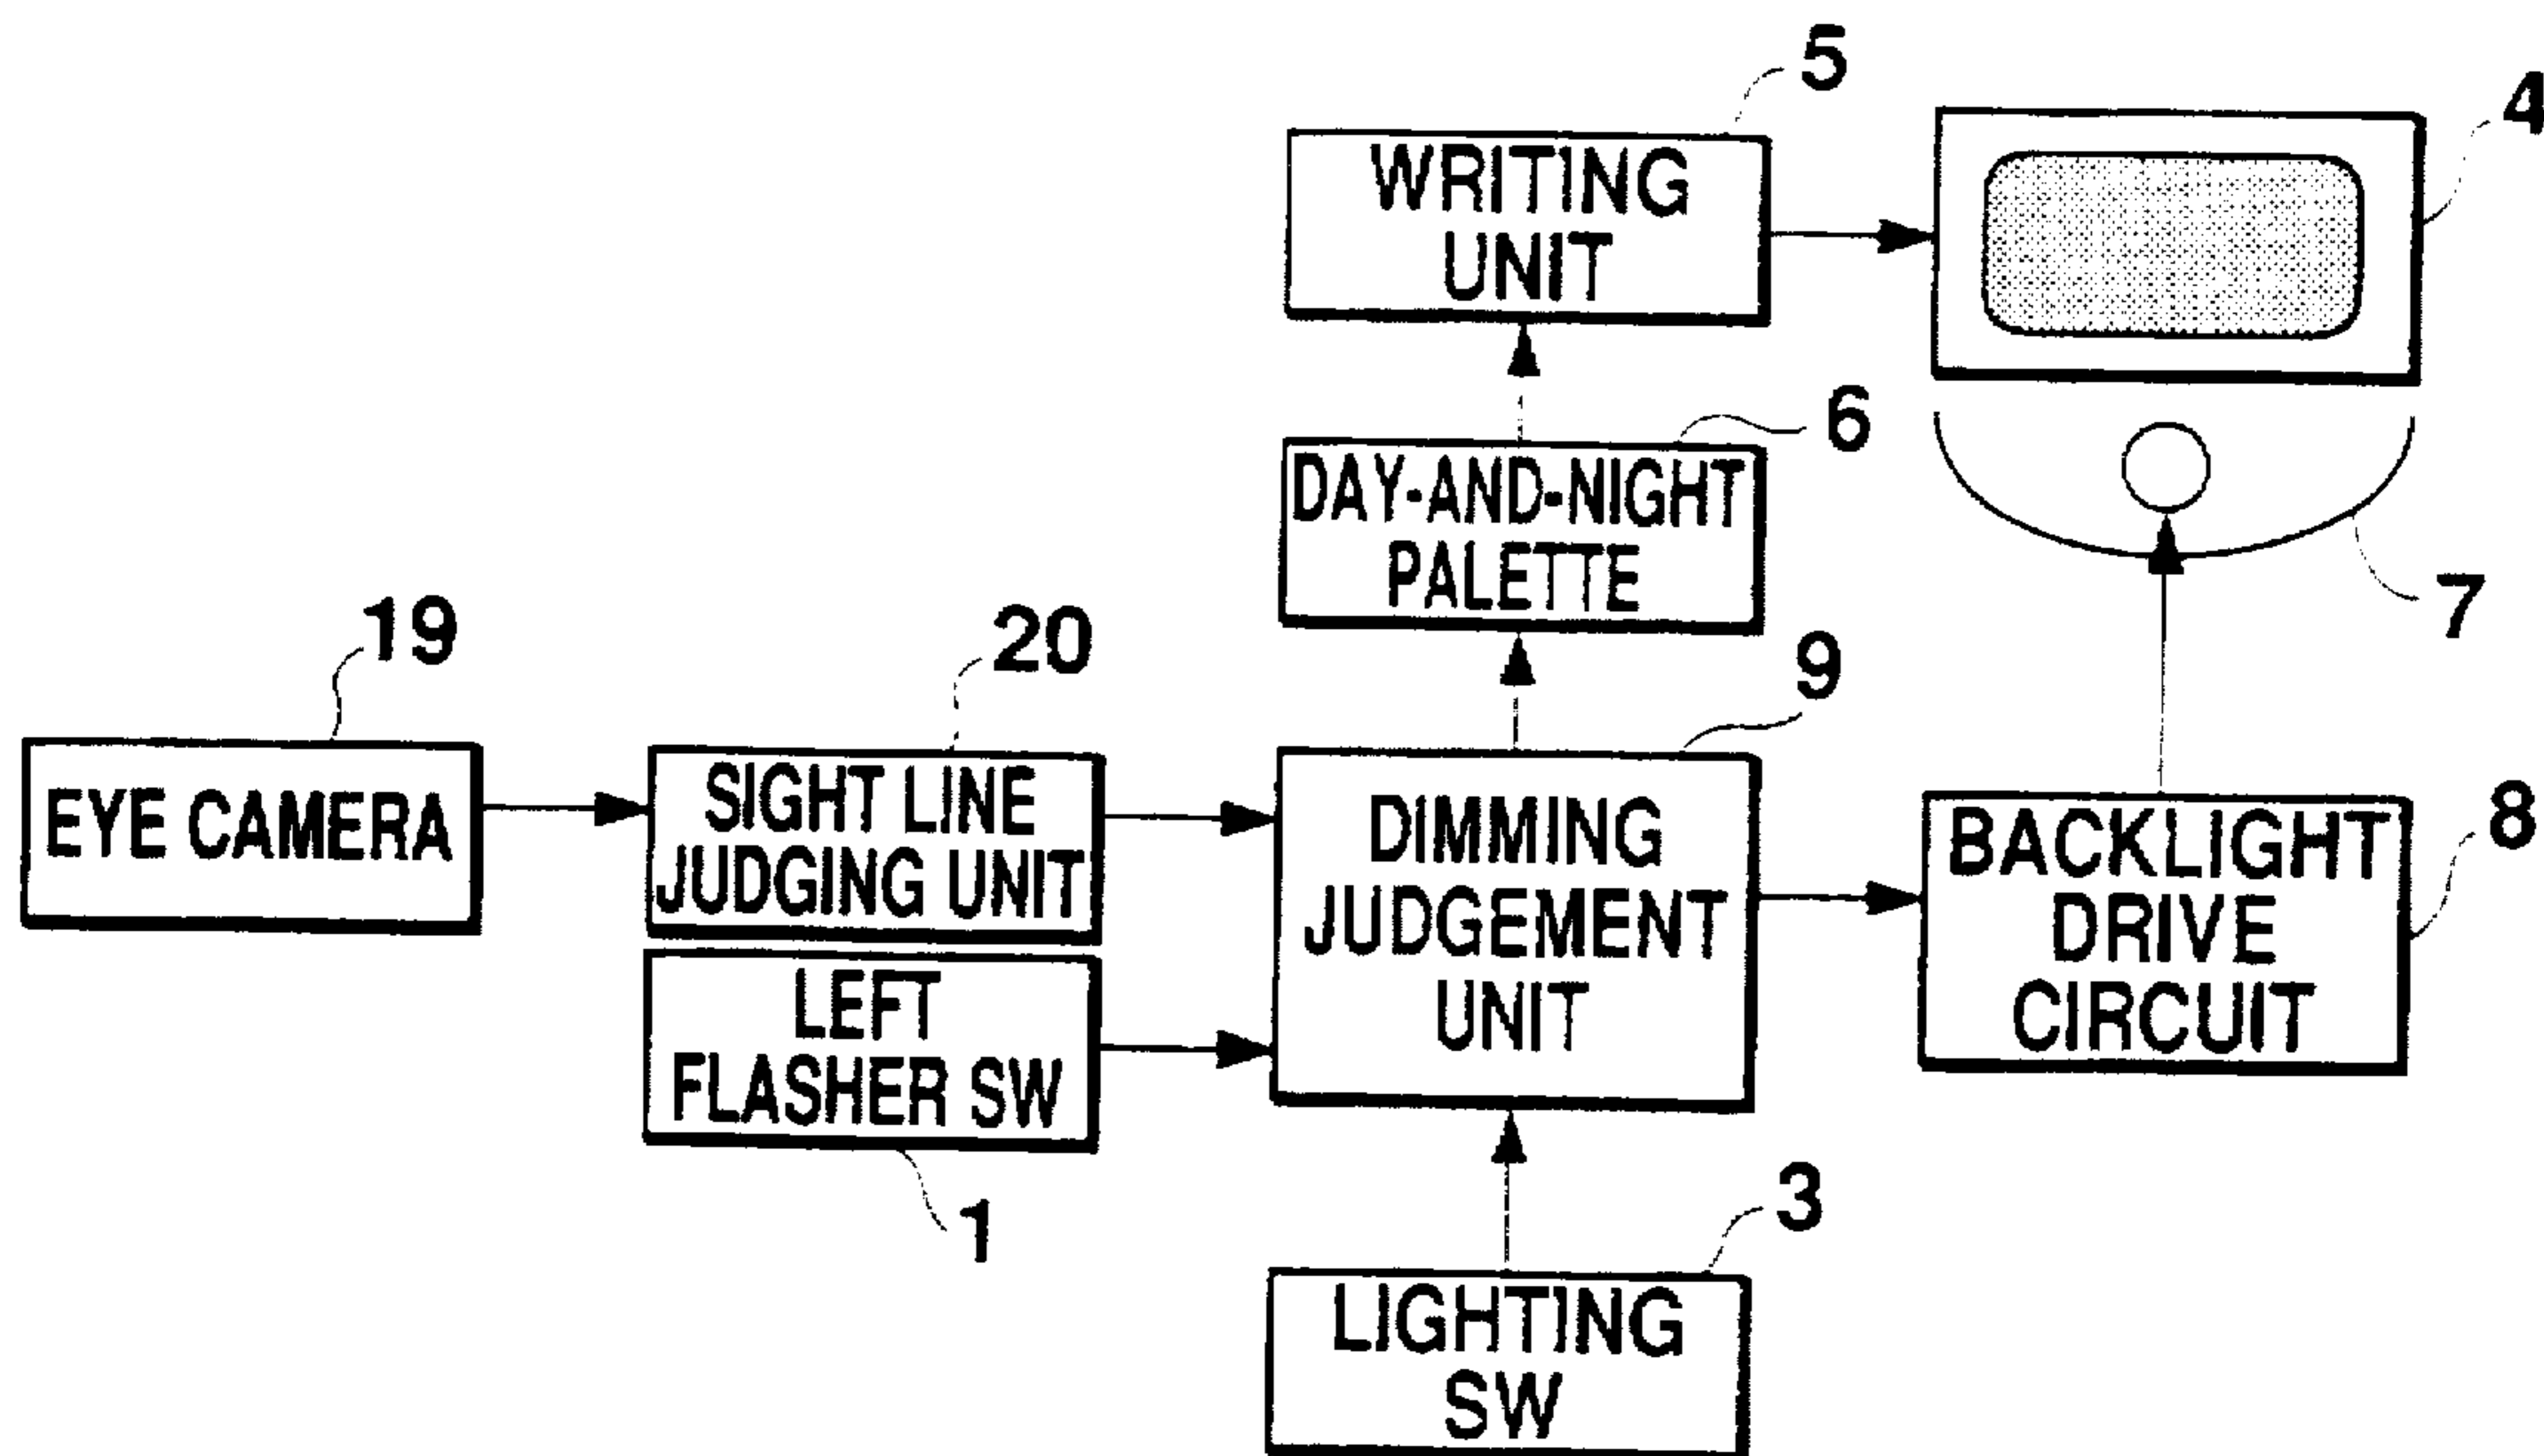 5
4
WRITING
UNIT
6
DAY-AND-NIGHT
PALETTE
7
19
20
9
EYE CAMERA
SIGHT LINE
JUDGING UNIT
DIMMING
JUDGEMENT
UNIT
BACKLIGHT
DRIVE
CIRCUIT
8
LEFT
FLASHER SW
1
3
LIGHTING
SW